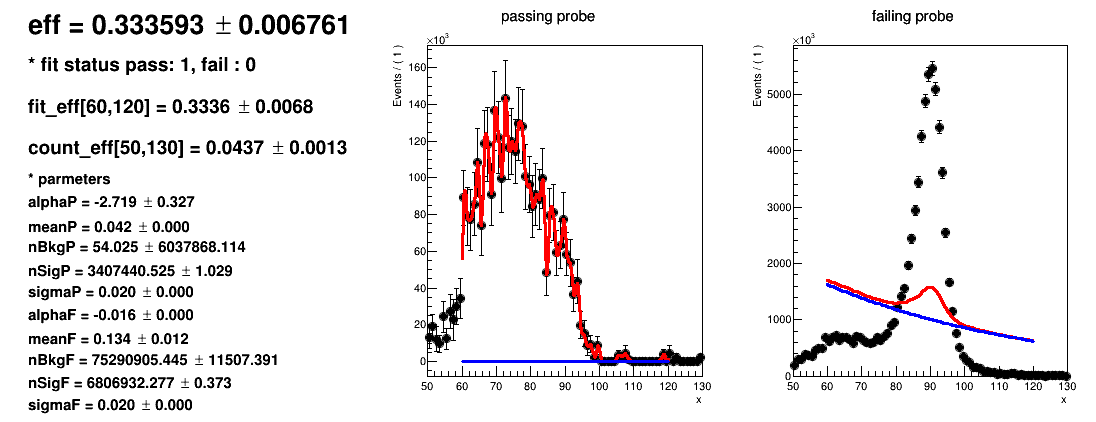 eff = 0.333593 ± 0.006761
* fit status pass: 1, fail : 0
fit_eff[60,120] = 0.3336 ± 0.0068
count_eff[50,130] = 0.0437 ± 0.0013
* parmeters
alphaP = -2.719 ± 0.327
meanP = 0.042 ± 0.000
nBkgP = 54.025 ± 6037868.114
nSigP = 3407440.525 ± 1.029
sigmaP = 0.020 ± 0.000
alphaF = -0.016 ± 0.000
meanF = 0.134 ± 0.012
nBkgF = 75290905.445 ± 11507.391
nSigF = 6806932.277 ± 0.373
sigmaF = 0.020 ± 0.000
passing probe
×10³
Events / ( 1 )
160
140
120
100
80
60
40
20
0
50 60 70 80 90 100 110 120 130
x
failing probe
×10³
Events / ( 1 )
5000
4000
3000
2000
1000
0
50 60 70 80 90 100 110 120 130
x